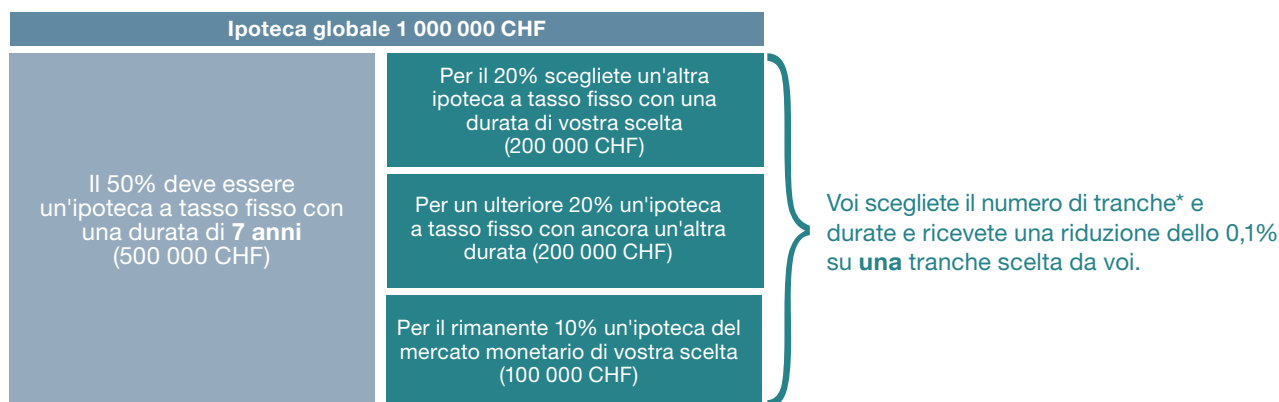 Ipoteca globale 1 000 000 CHF
Il 50% deve essere
un'ipoteca a tasso fisso con
una durata di 7 anni
(500 000 CHF)
Per il 20% scegliete un'altra
ipoteca a tasso fisso con una
durata di vostra scelta
(200 000 CHF)
Per un ulteriore 20% un'ipoteca
a tasso fisso con ancora un'altra
durata (200 000 CHF)
Per il rimanente 10% un'ipoteca del
mercato monetario di vostra scelta
(100 000 CHF)
Voi scegliete il numero di tranche* e
durate e ricevete una riduzione dello 0,1%
su una tranche scelta da voi.